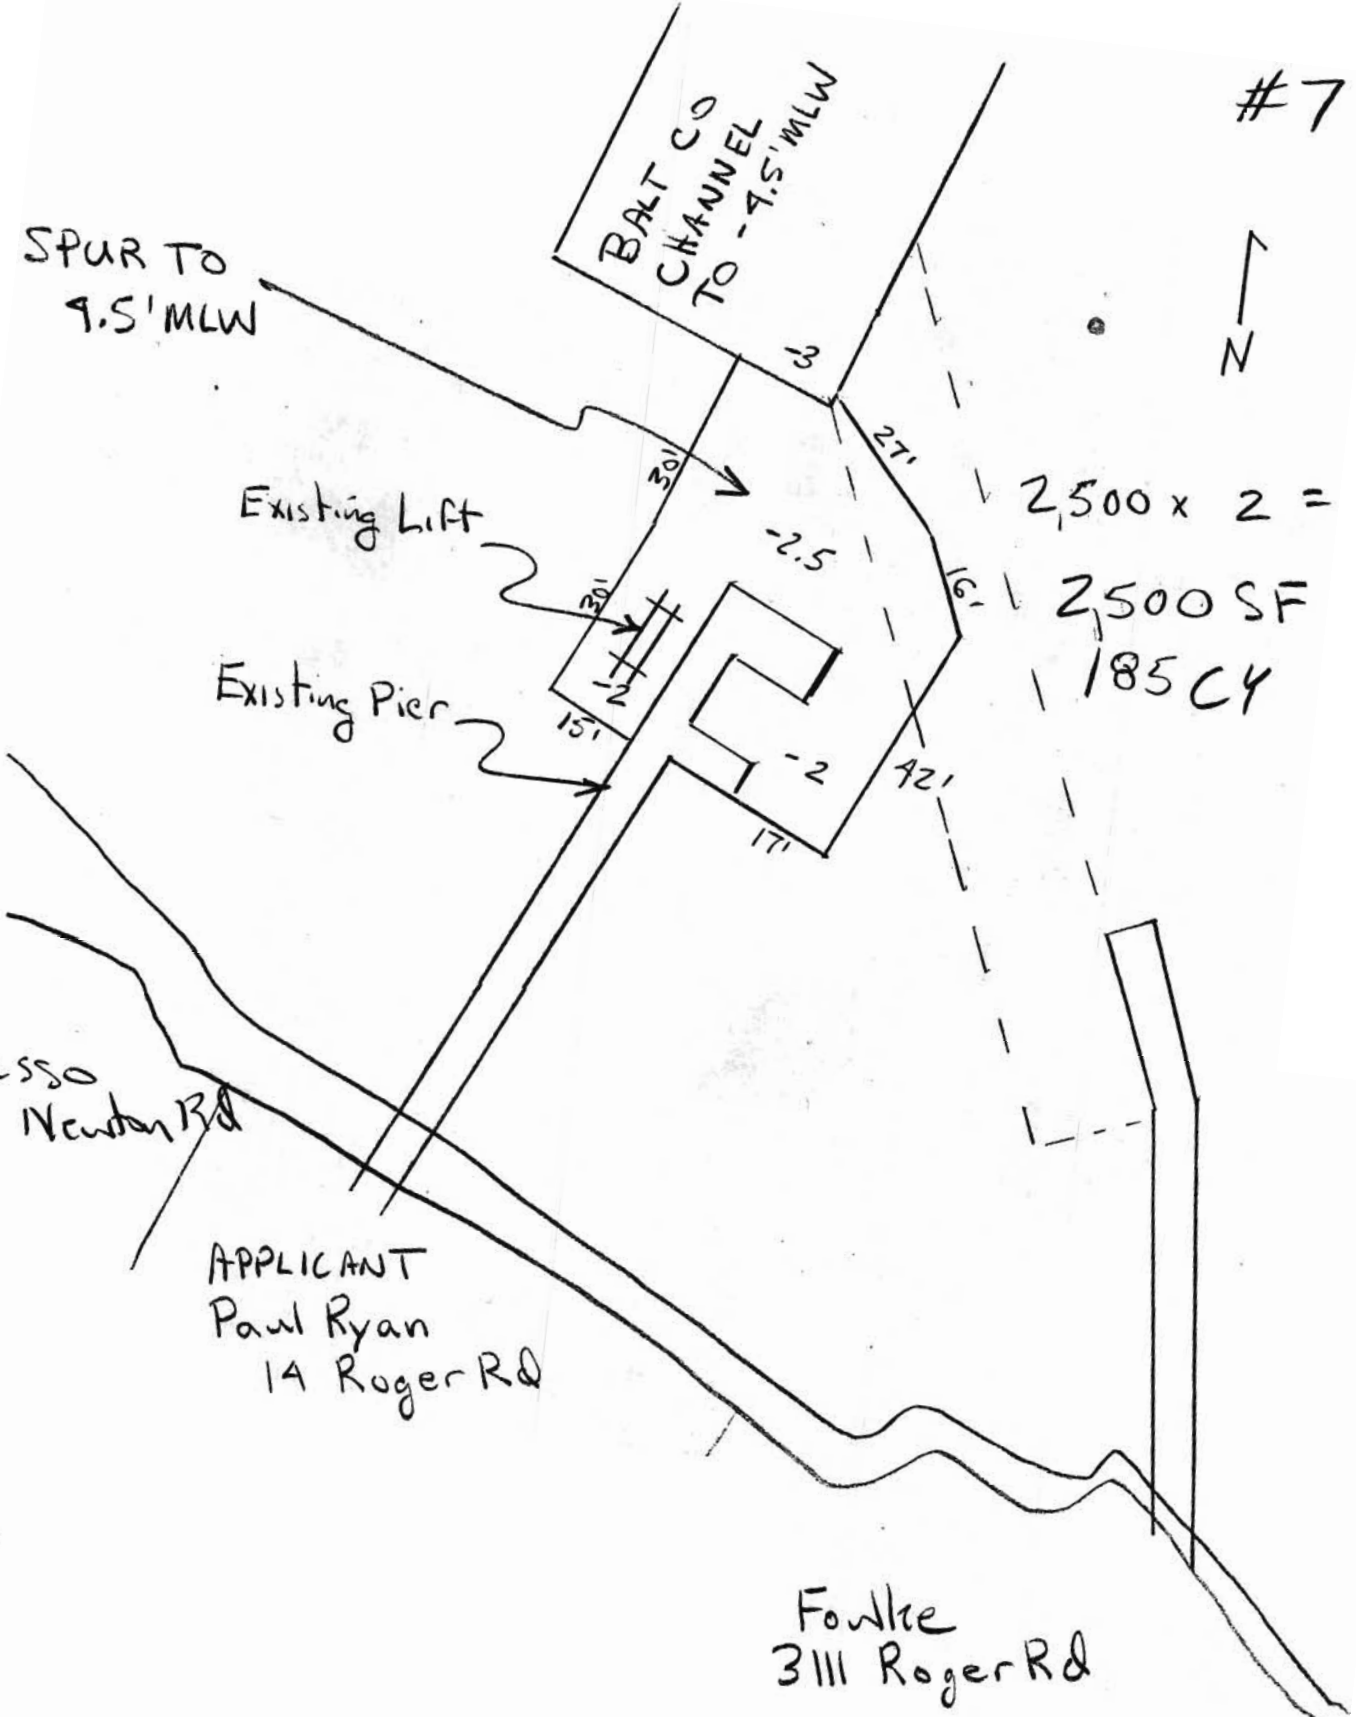 #7
BALT CO
CHANNEL
TO -4.5' MLW
SPUR TO
4.5' MLW
N
-3
27'
30'
Existing Lift
-2.5
2,500 x 2 =
16'
2,500 SF
185 CY
30'
-2
Existing Pier
15'
-2
42'
17'
Newton Rd
APPLICANT
Paul Ryan
14 Roger Rd
Fowlke
3111 Roger Rd